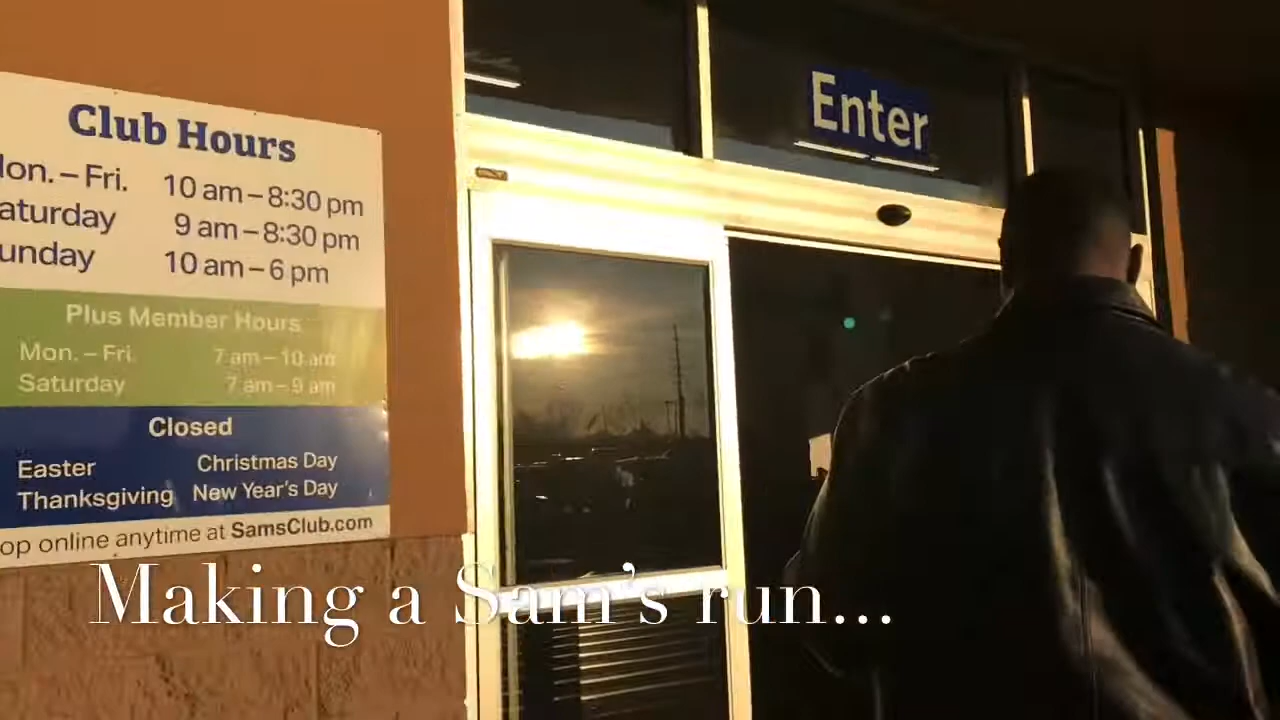 Club Hours
on. – Fri. 10 am – 8:30 pm
aturday 9 am – 8:30 pm
unday 10 am – 6 pm
Plus Member Hours
Mon. – Fri. 7 am – 10 am
Saturday 7 am – 9 am
Closed
Easter Christmas Day
Thanksgiving New Year's Day
op online anytime at SamsClub.com
Enter
Making a Sam's run...